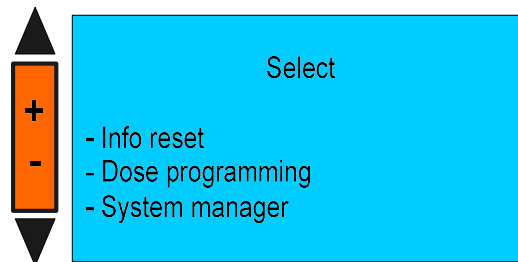 Select
+
-
- Info reset
- Dose programming
- System manager